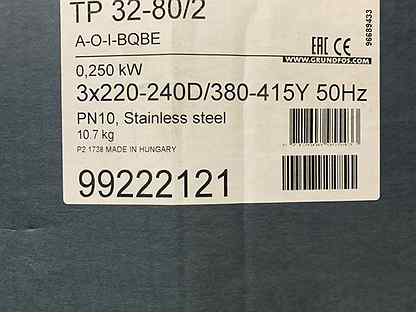 TP 32-80/2
A-O-I-BQBE
EAC CE
96689433
0,250 kW
WWW.GRUNDFOS.COM
3x220-240D/380-415Y 50Hz
PN10, Stainless steel
10.7 kg
P2 1738 MADE IN HUNGARY
99222121